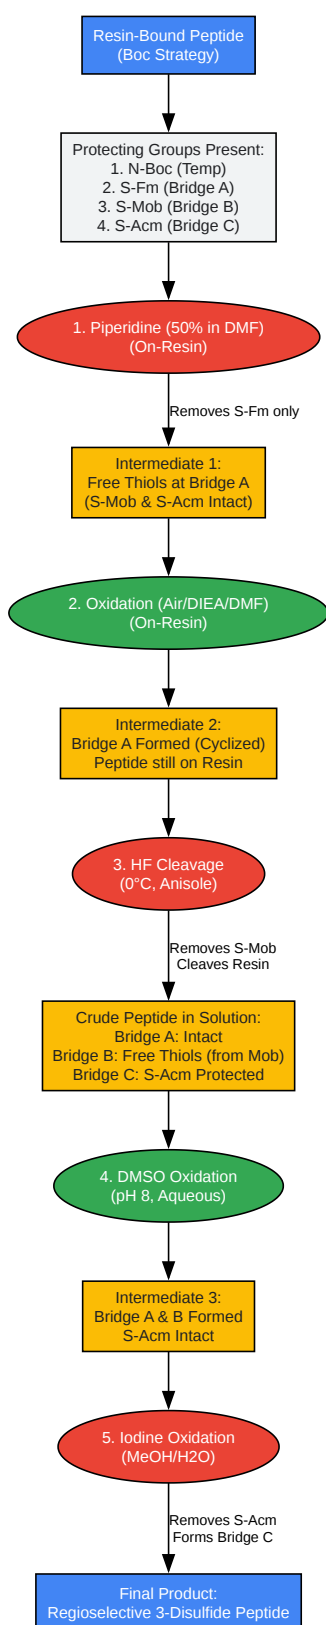 Resin-Bound Peptide
(Boc Strategy)
Protecting Groups Present:
1. N-Boc (Temp)
2. S-Fm (Bridge A)
3. S-Mob (Bridge B)
4. S-Acm (Bridge C)
1. Piperidine (50% in DMF)
(On-Resin)
Removes S-Fm only
Intermediate 1:
Free Thiols at Bridge A
(S-Mob & S-Acm Intact)
2. Oxidation (Air/DIEA/DMF)
(On-Resin)
Intermediate 2:
Bridge A Formed (Cyclized)
Peptide still on Resin
3. HF Cleavage
(0°C, Anisole)
Removes S-Mob
Cleaves Resin
Crude Peptide in Solution:
Bridge A: Intact
Bridge B: Free Thiols (from Mob)
Bridge C: S-Acm Protected
4. DMSO Oxidation
(pH 8, Aqueous)
Intermediate 3:
Bridge A & B Formed
S-Acm Intact
5. Iodine Oxidation
(MeOH/H2O)
Removes S-Acm
Forms Bridge C
Final Product:
Regioselective 3-Disulfide Peptide